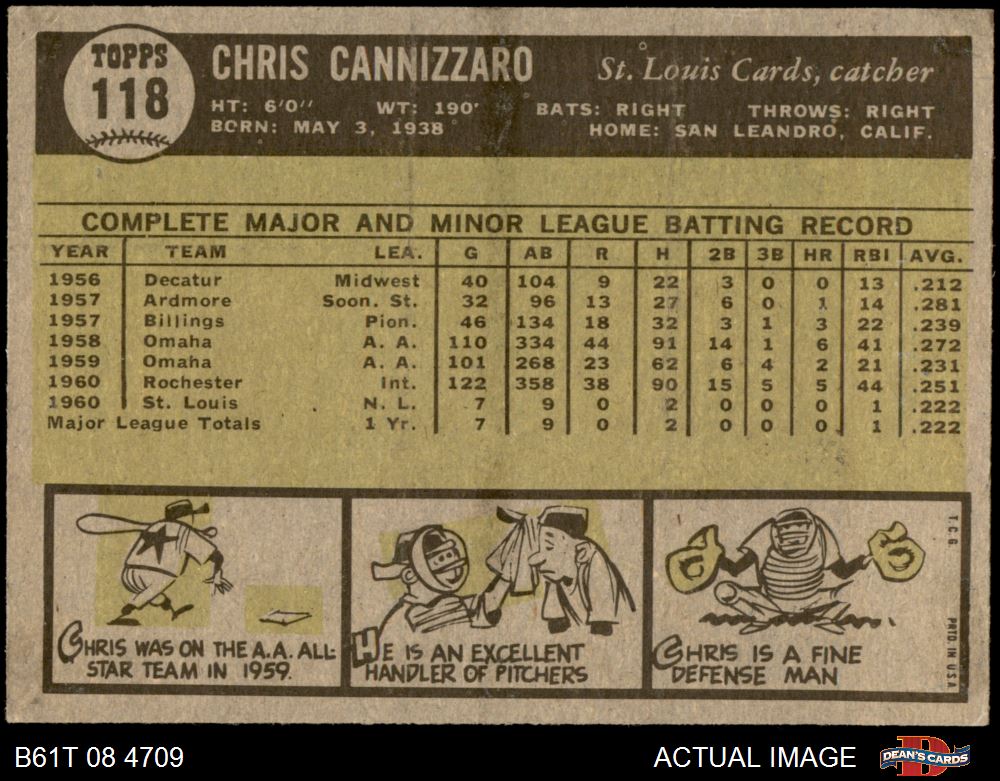 TOPPS
118
CHRIS CANNIZZARO St. Louis Cards, catcher
HT: 6'0" WT: 190' BATS: RIGHT THROWS: RIGHT
BORN: MAY 3, 1938 HOME: SAN LEANDRO, CALIF.
COMPLETE MAJOR AND MINOR LEAGUE BATTING RECORD
YEAR TEAM LEA. G AB R H 2B 3B HR RBI AVG.
1956 Decatur Midwest 40 104 9 22 3 0 0 13 .212
1957 Ardmore Soon. St. 32 96 13 27 6 0 1 14 .281
1957 Billings Pion. 46 134 18 32 3 1 3 22 .239
1958 Omaha A. A. 110 334 44 91 14 1 6 41 .272
1959 Omaha A. A. 101 268 23 62 6 4 2 21 .231
1960 Rochester Int. 122 358 38 90 15 5 5 44 .251
1960 St. Louis N. L. 7 9 0 2 0 0 0 1 .222
Major League Totals 1 Yr. 7 9 0 2 0 0 0 1 .222
CHRIS WAS ON THE A.A. ALL-
STAR TEAM IN 1959.
HE IS AN EXCELLENT
HANDLER OF PITCHERS
CHRIS IS A FINE
DEFENSE MAN
T.C.G.
PRTD. IN U.S.A.
B61T 08 4709 ACTUAL IMAGE
DEAN'S CARDS